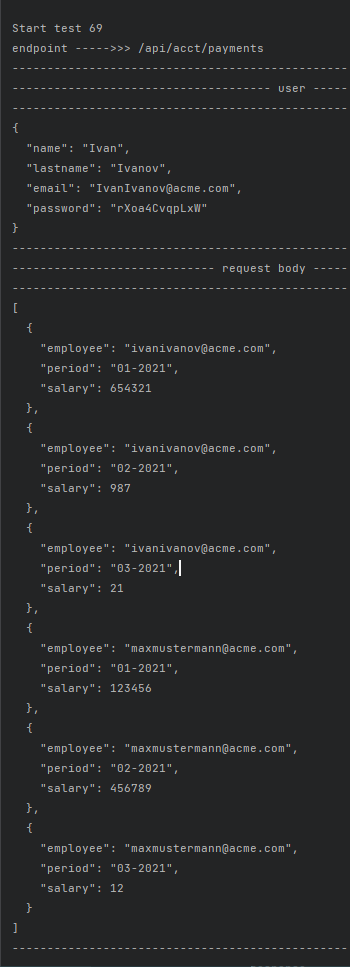 Start test 69
endpoint ----->>> /api/acct/payments
------------------------------------------------
------------------------------------- user -----
------------------------------------------------
{
  "name": "Ivan",
  "lastname": "Ivanov",
  "email": "IvanIvanov@acme.com",
  "password": "rXoa4CvqpLxW"
}
------------------------------------------------
----------------------------- request body -----
------------------------------------------------
[
  {
    "employee": "ivanivanov@acme.com",
    "period": "01-2021",
    "salary": 654321
  },
  {
    "employee": "ivanivanov@acme.com",
    "period": "02-2021",
    "salary": 987
  },
  {
    "employee": "ivanivanov@acme.com",
    "period": "03-2021",
    "salary": 21
  },
  {
    "employee": "maxmustermann@acme.com",
    "period": "01-2021",
    "salary": 123456
  },
  {
    "employee": "maxmustermann@acme.com",
    "period": "02-2021",
    "salary": 456789
  },
  {
    "employee": "maxmustermann@acme.com",
    "period": "03-2021",
    "salary": 12
  }
]
------------------------------------------------